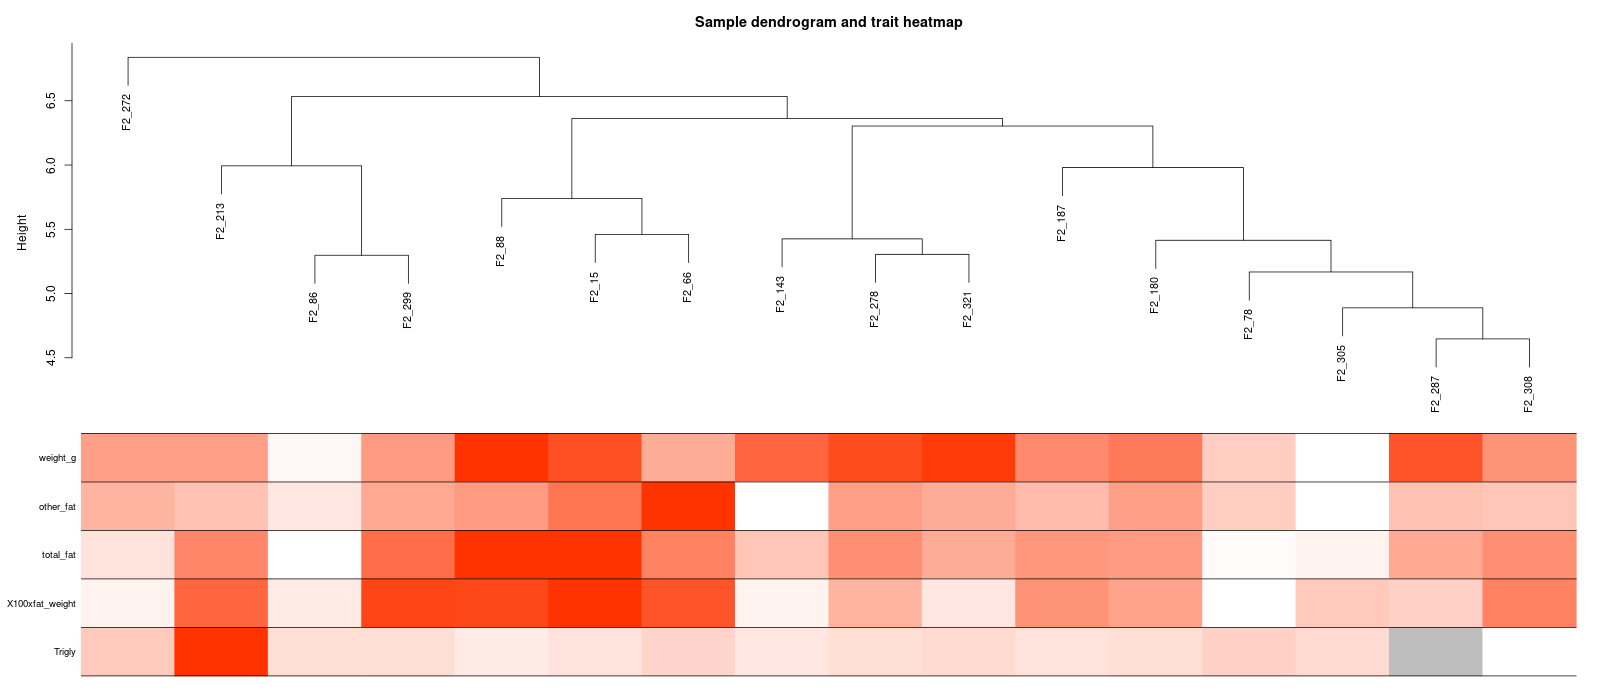 Sample dendrogram and trait heatmap
Height
6.5
6.0
5.5
5.0
4.5
F2_272
F2_213
F2_86
F2_299
F2_88
F2_15
F2_66
F2_143
F2_278
F2_321
F2_187
F2_180
F2_78
F2_305
F2_287
F2_308
weight_g
other_fat
total_fat
X100xfat_weight
Trigly